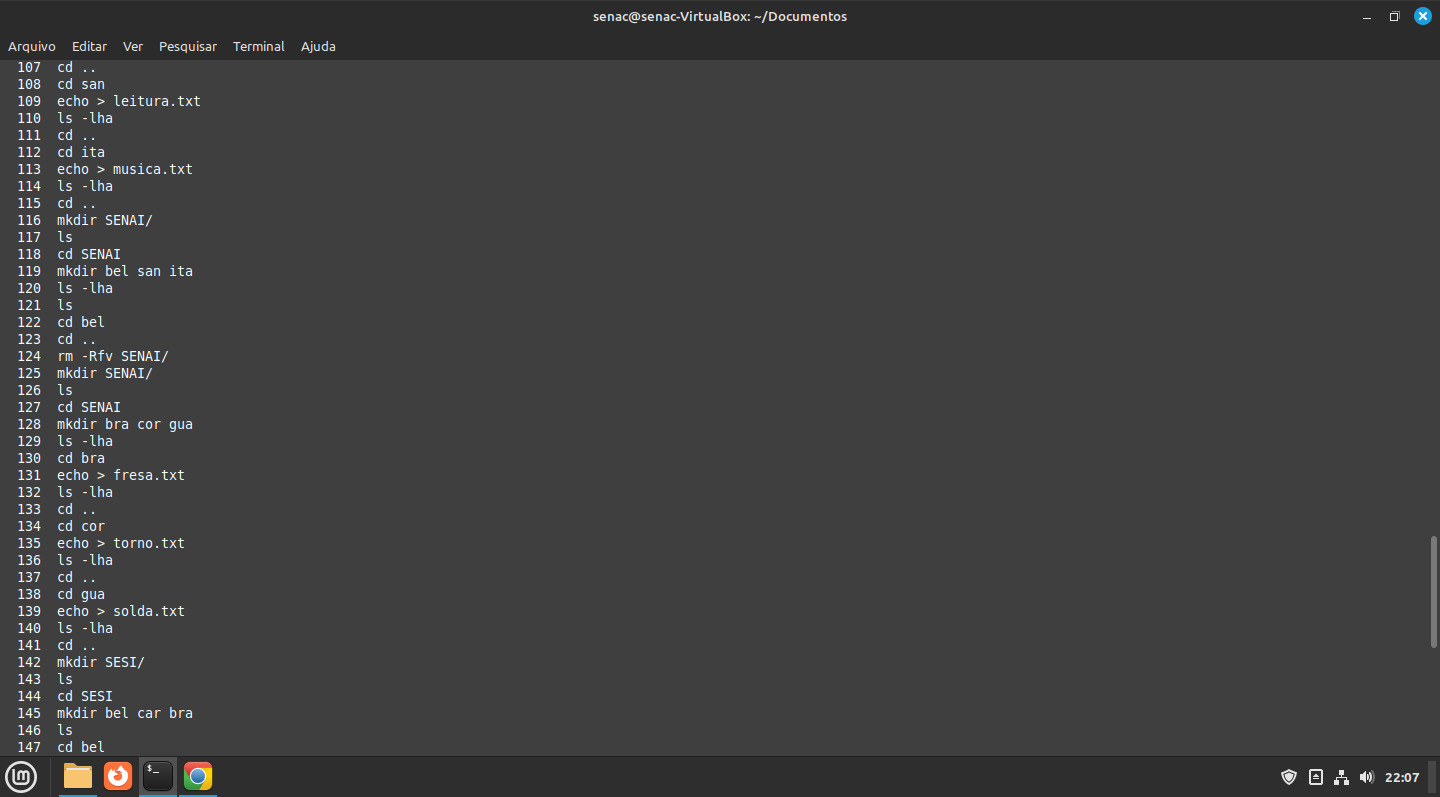 senac@senac-VirtualBox: ~/Documentos
Arquivo Editar Ver Pesquisar Terminal Ajuda
107 cd ..
108 cd san
109 echo > leitura.txt
110 ls -lha
111 cd ..
112 cd ita
113 echo > musica.txt
114 ls -lha
115 cd ..
116 mkdir SENAI/
117 ls
118 cd SENAI
119 mkdir bel san ita
120 ls -lha
121 ls
122 cd bel
123 cd ..
124 rm -Rfv SENAI/
125 mkdir SENAI/
126 ls
127 cd SENAI
128 mkdir bra cor gua
129 ls -lha
130 cd bra
131 echo > fresa.txt
132 ls -lha
133 cd ..
134 cd cor
135 echo > torno.txt
136 ls -lha
137 cd ..
138 cd gua
139 echo > solda.txt
140 ls -lha
141 cd ..
142 mkdir SESI/
143 ls
144 cd SESI
145 mkdir bel car bra
146 ls
147 cd bel
$_
22:07